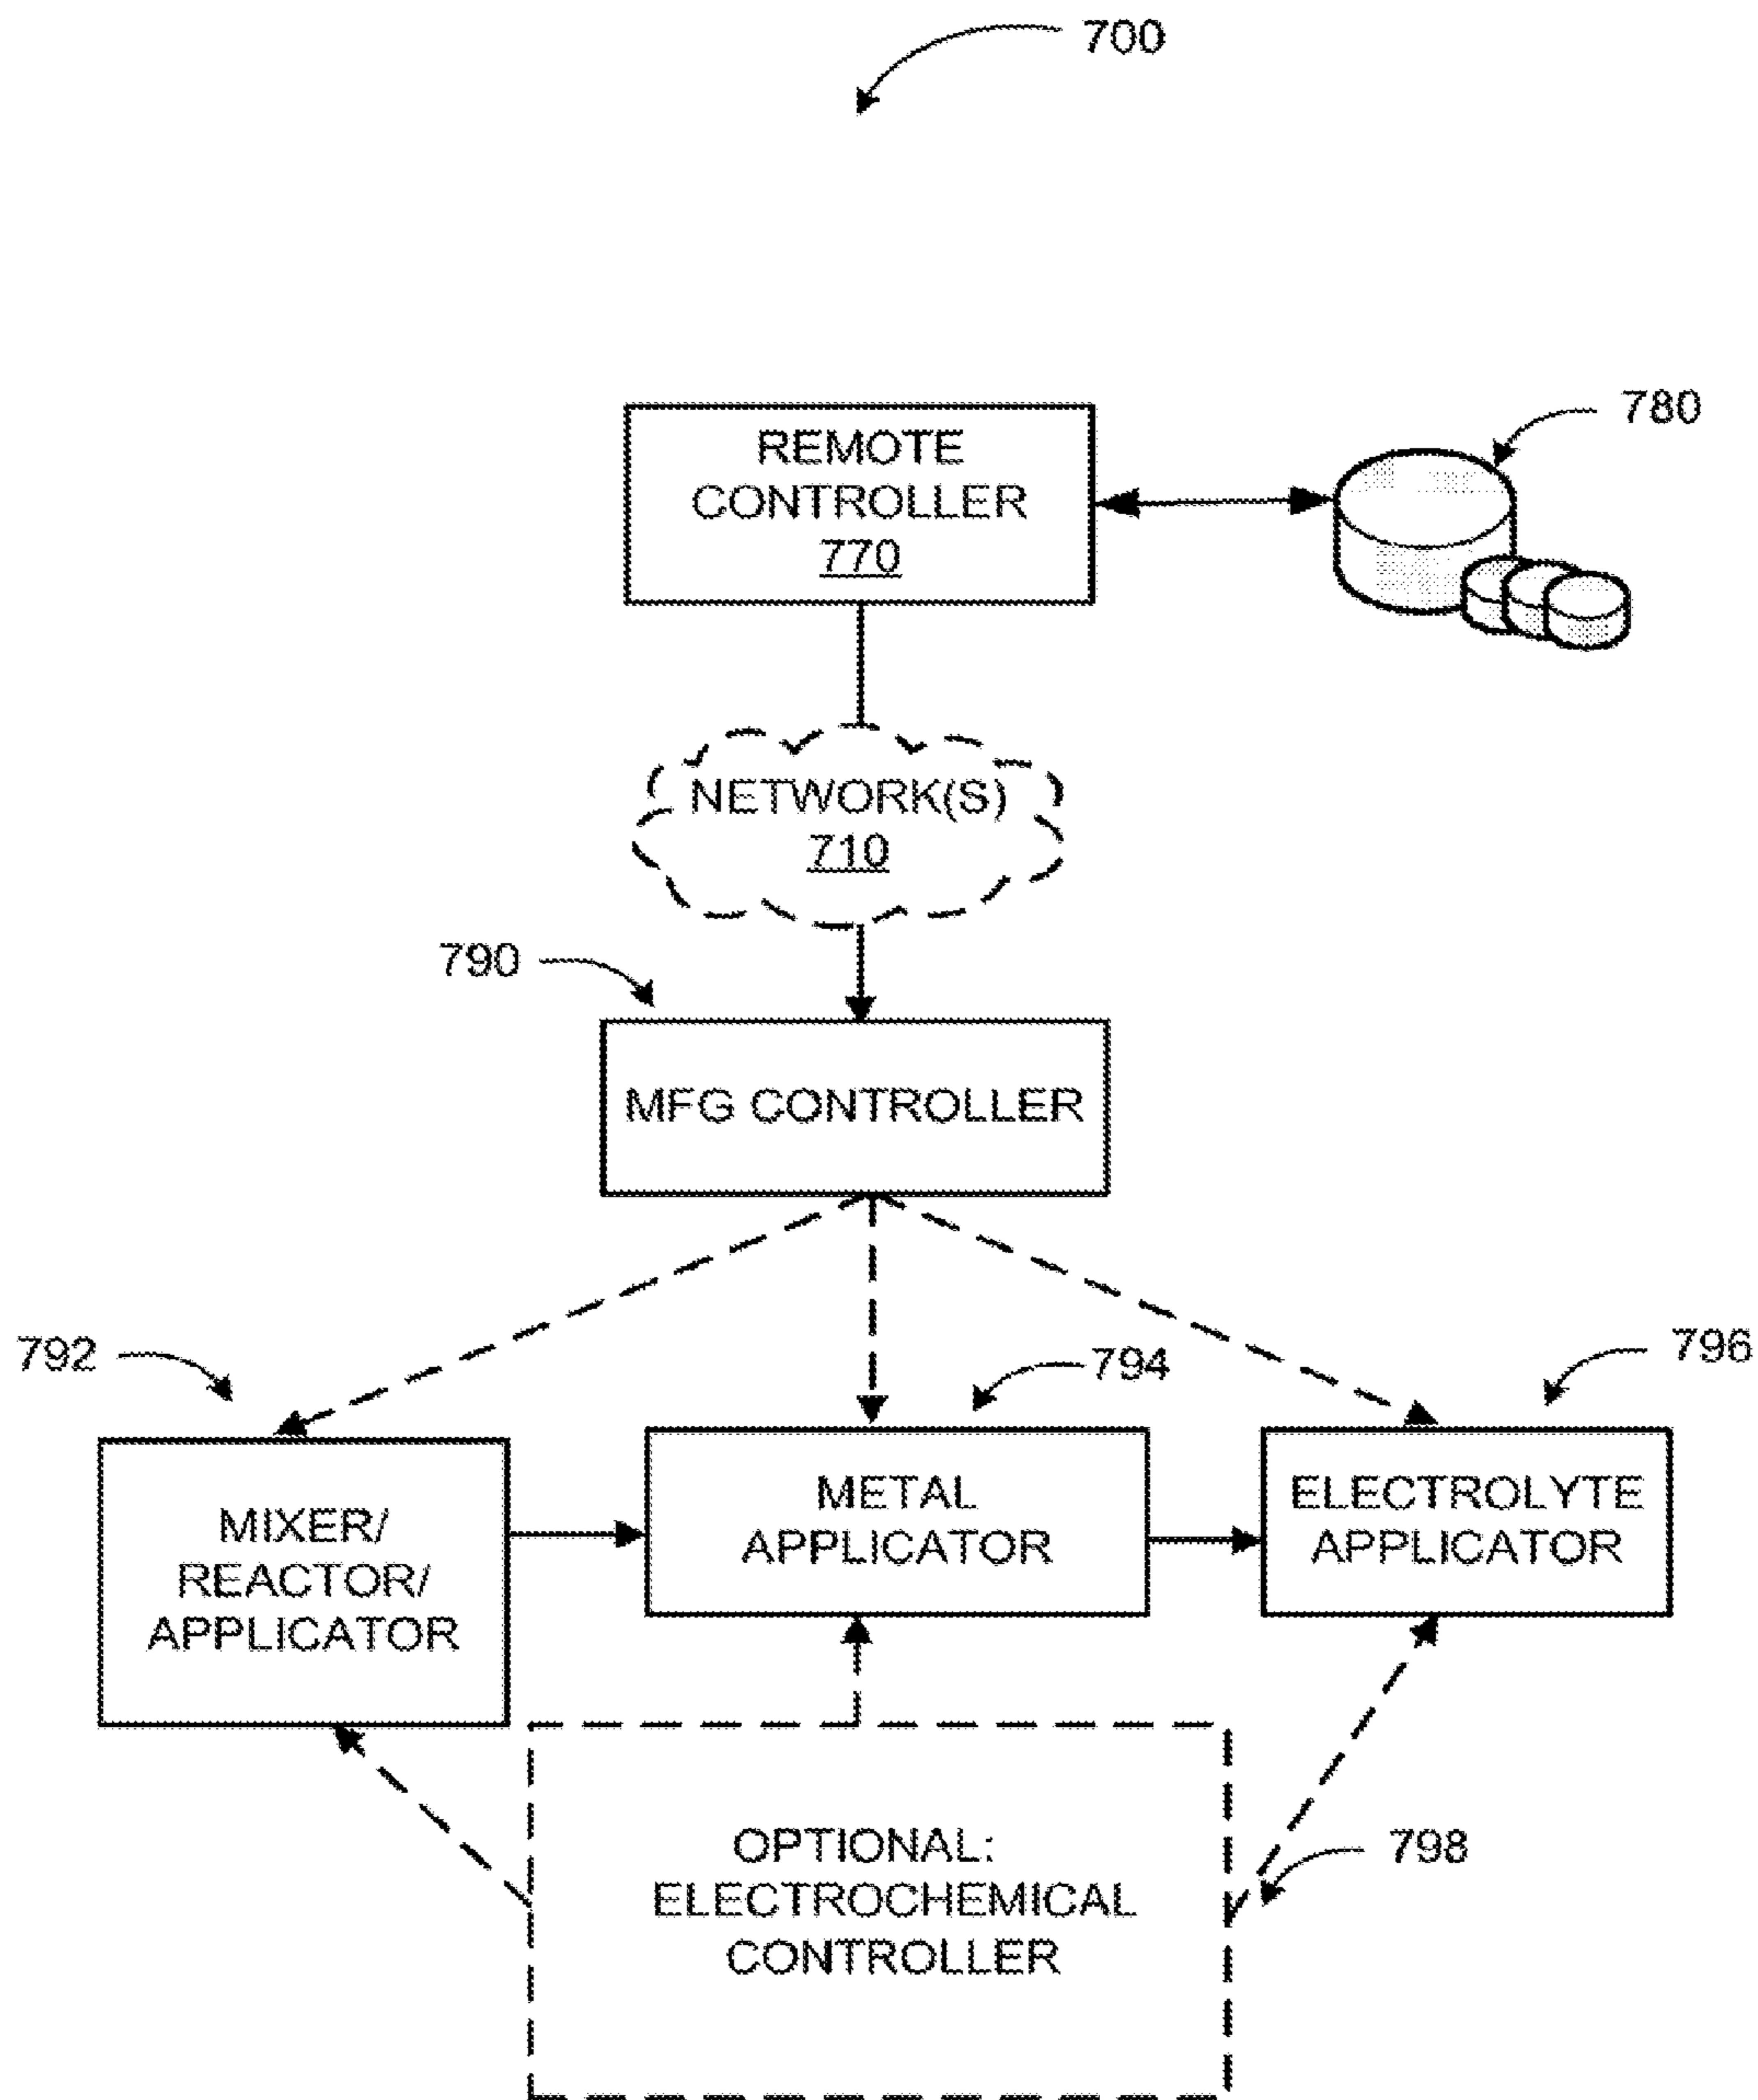 700
REMOTE
CONTROLLER
770
780
NETWORK(S)
710
790
MFG CONTROLLER
792
794
796
MIXER/
REACTOR/
APPLICATOR
METAL
APPLICATOR
ELECTROLYTE
APPLICATOR
OPTIONAL:
ELECTROCHEMICAL
CONTROLLER
798